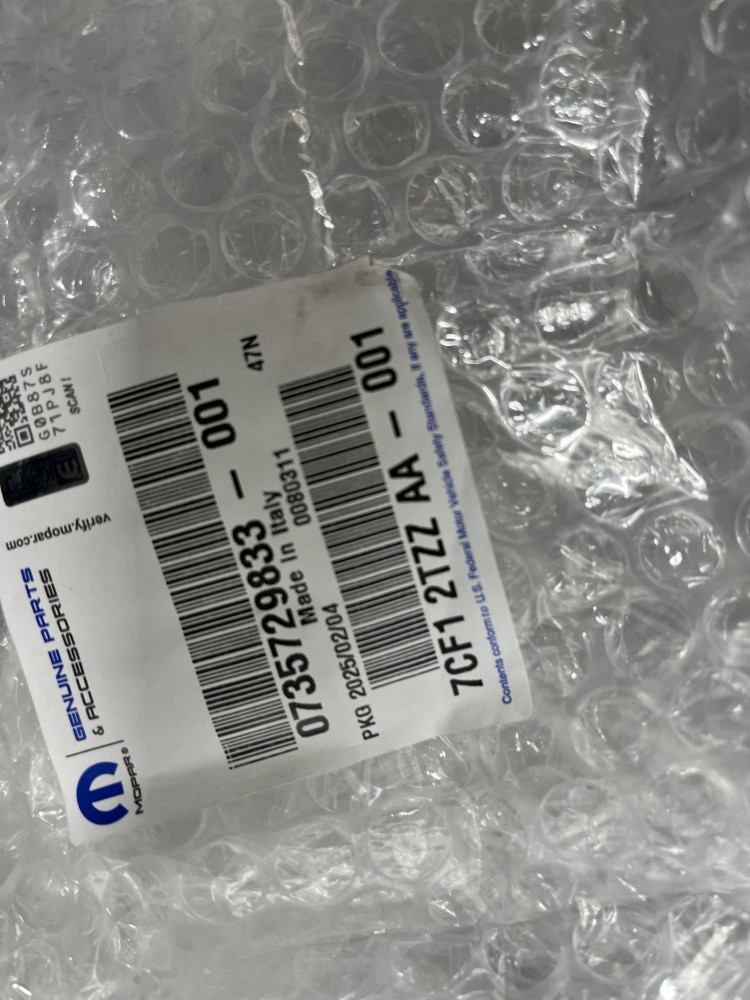 GENUINE PARTS
& ACCESSORIES
MOPAR®
verify.mopar.com
G0B87S
71PJ8F
SCAN!
0735729833 - 001
Made In Italy
47N
PKG 2025/02/04
0080311
7CF1 2TZZ AA - 001
Contents conform to U.S. Federal Motor Vehicle Safety Standards, if any are applicable